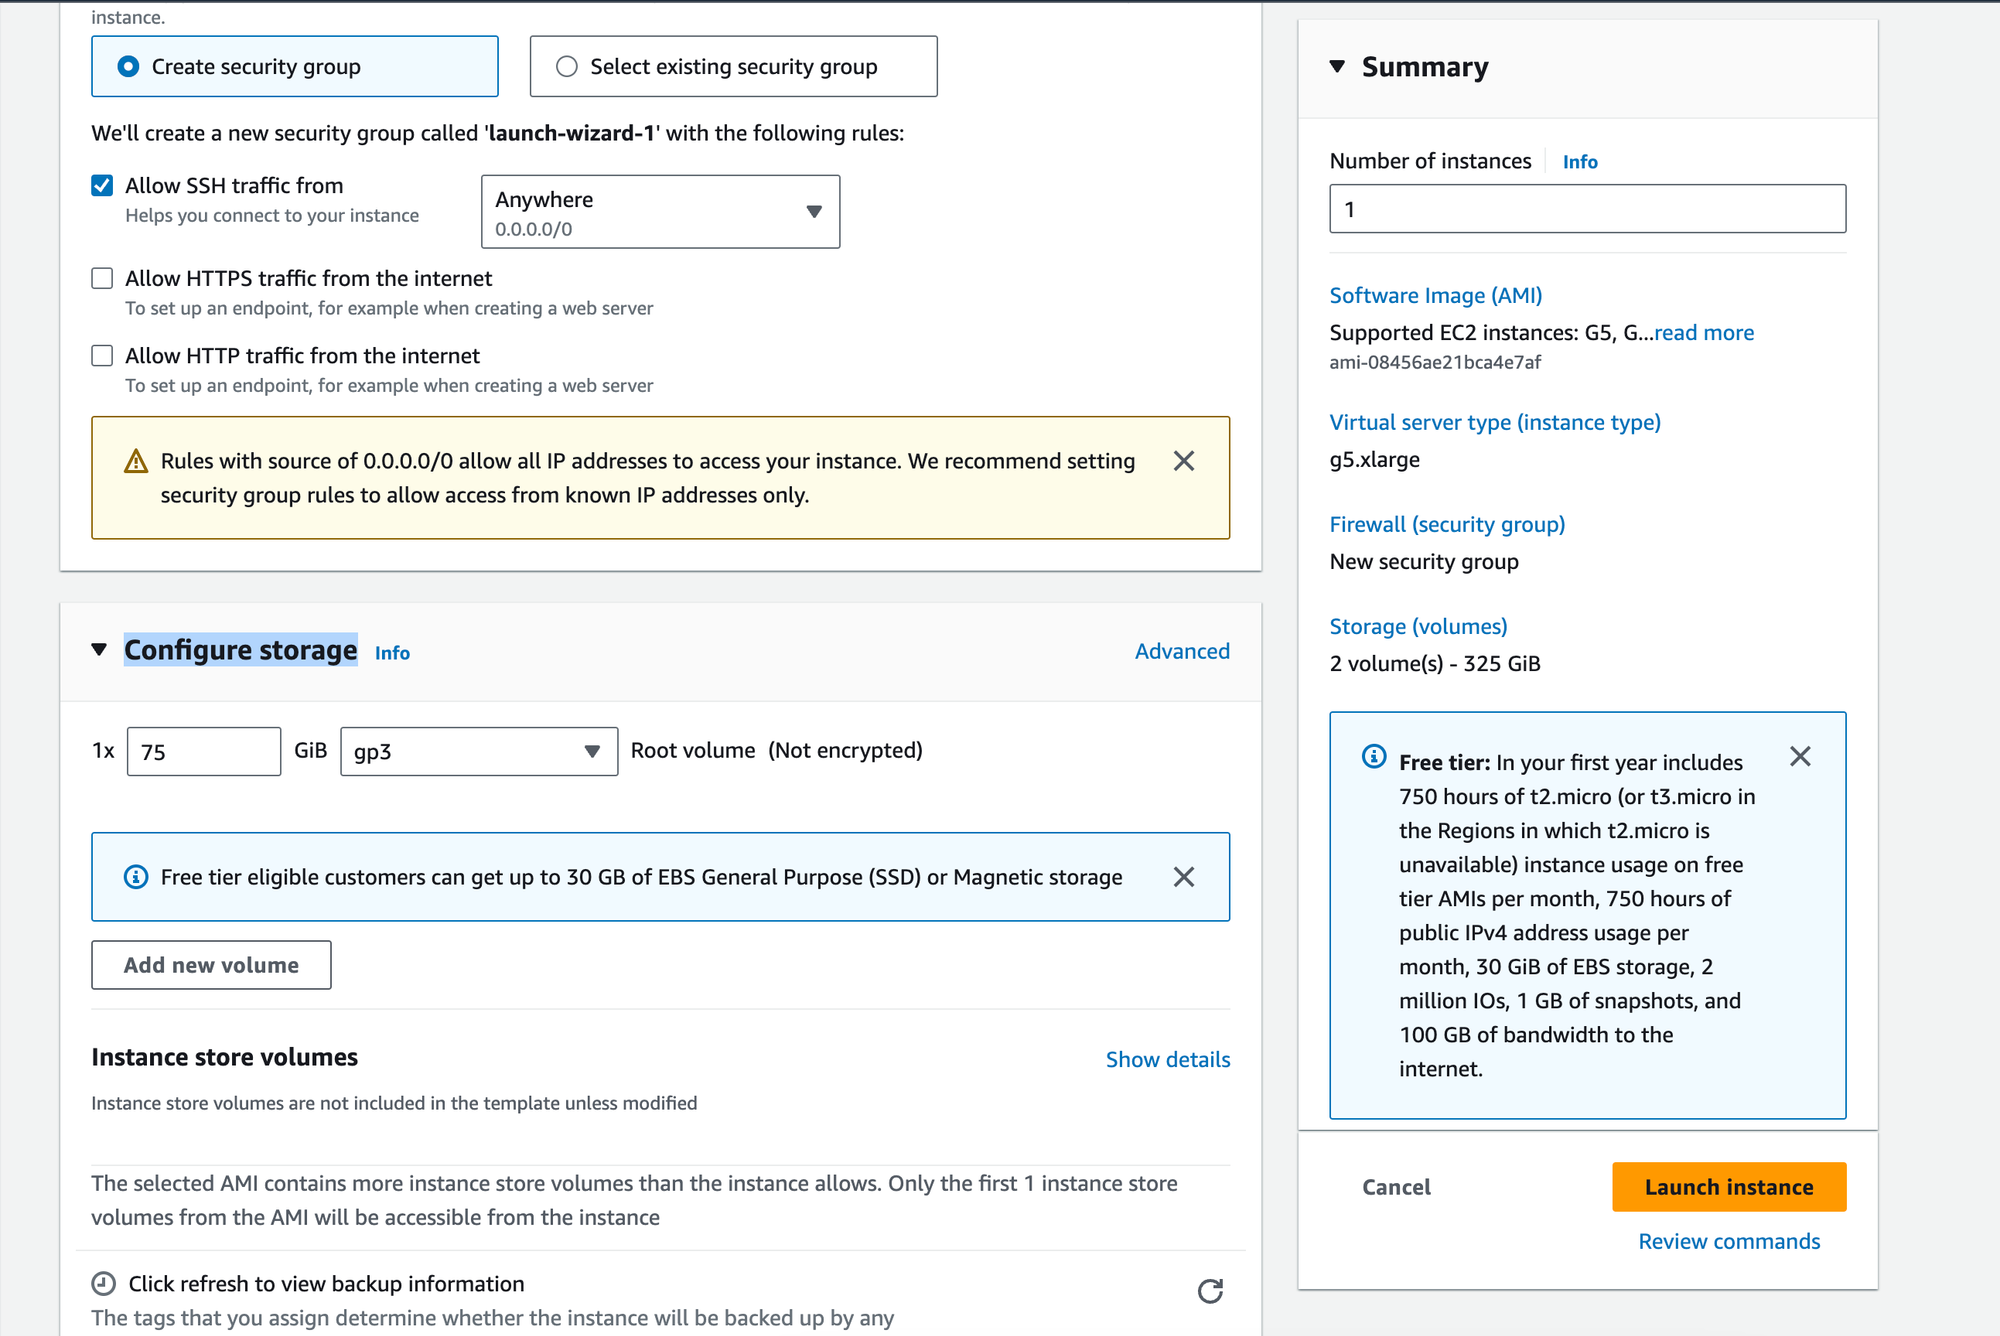 instance.
Create security group
Select existing security group
We'll create a new security group called 'launch-wizard-1' with the following rules:
Allow SSH traffic from
Helps you connect to your instance
Anywhere
0.0.0.0/0
Allow HTTPS traffic from the internet
To set up an endpoint, for example when creating a web server
Allow HTTP traffic from the internet
To set up an endpoint, for example when creating a web server
Rules with source of 0.0.0.0/0 allow all IP addresses to access your instance. We recommend setting
security group rules to allow access from known IP addresses only.
Configure storage Info
Advanced
1x 75 GiB gp3 Root volume (Not encrypted)
Free tier eligible customers can get up to 30 GB of EBS General Purpose (SSD) or Magnetic storage
Add new volume
Instance store volumes
Show details
Instance store volumes are not included in the template unless modified
The selected AMI contains more instance store volumes than the instance allows. Only the first 1 instance store
volumes from the AMI will be accessible from the instance
Click refresh to view backup information
The tags that you assign determine whether the instance will be backed up by any
Summary
Number of instances Info
1
Software Image (AMI)
Supported EC2 instances: G5, G...read more
ami-08456ae21bca4e7af
Virtual server type (instance type)
g5.xlarge
Firewall (security group)
New security group
Storage (volumes)
2 volume(s) - 325 GiB
Free tier: In your first year includes
750 hours of t2.micro (or t3.micro in
the Regions in which t2.micro is
unavailable) instance usage on free
tier AMIs per month, 750 hours of
public IPv4 address usage per
month, 30 GiB of EBS storage, 2
million IOs, 1 GB of snapshots, and
100 GB of bandwidth to the
internet.
Cancel
Launch instance
Review commands